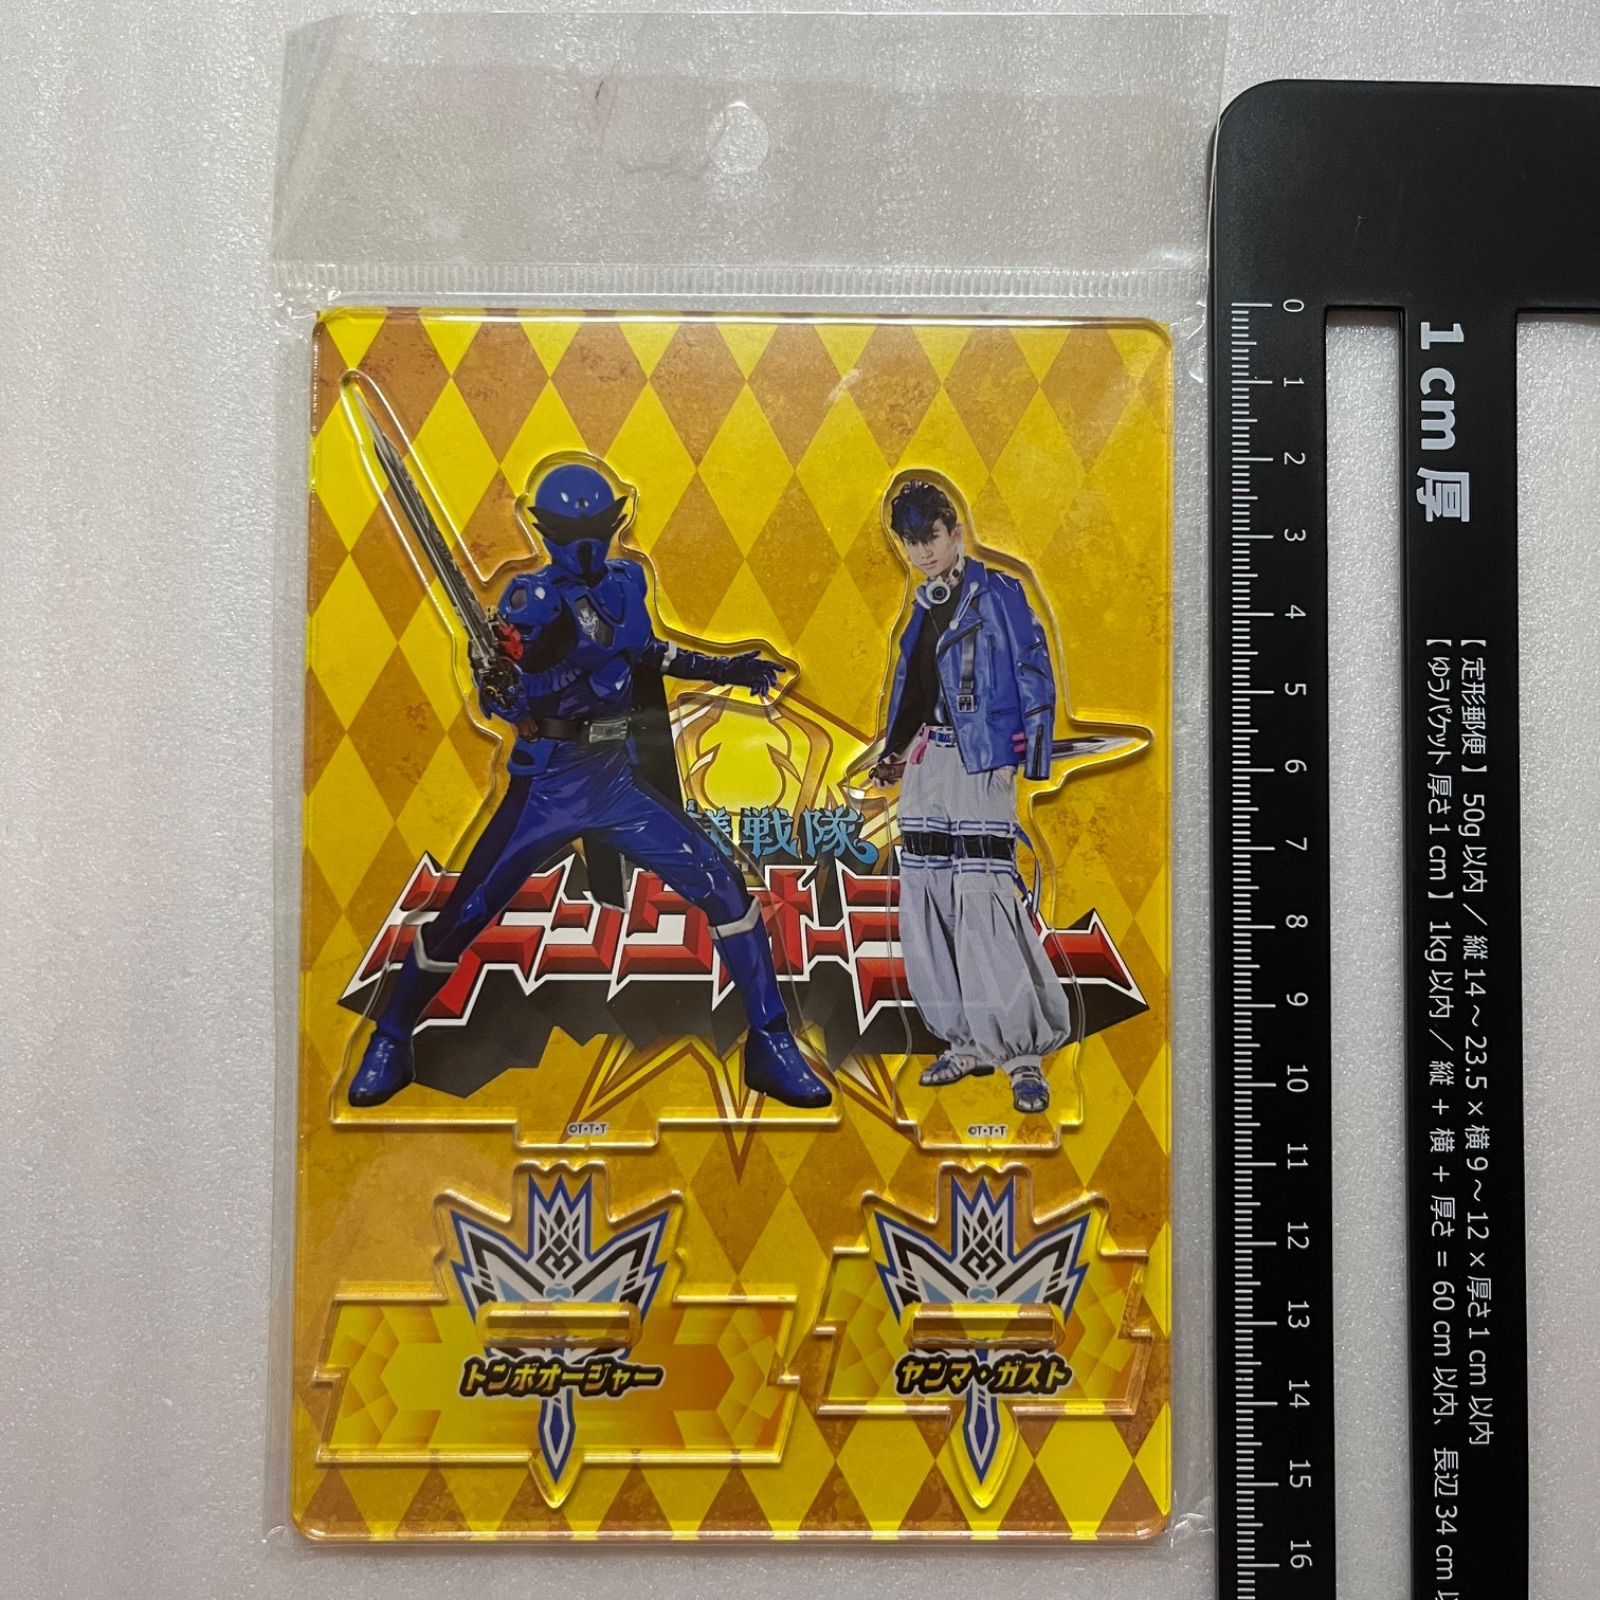 様戦隊
キングオージャー
©T・T・T
©T・T・T
トンボオージャー
ヤンマ・ガスト
0
1
2
3
4
5
6
7
8
9
10
11
12
13
14
15
16
1cm厚
【定形郵便】50g以内／縦14～23.5×横9～12×厚さ1cm以内
【ゆうパケット厚さ1cm】1kg以内／縦+横+厚さ=60cm以内、長辺34cm以